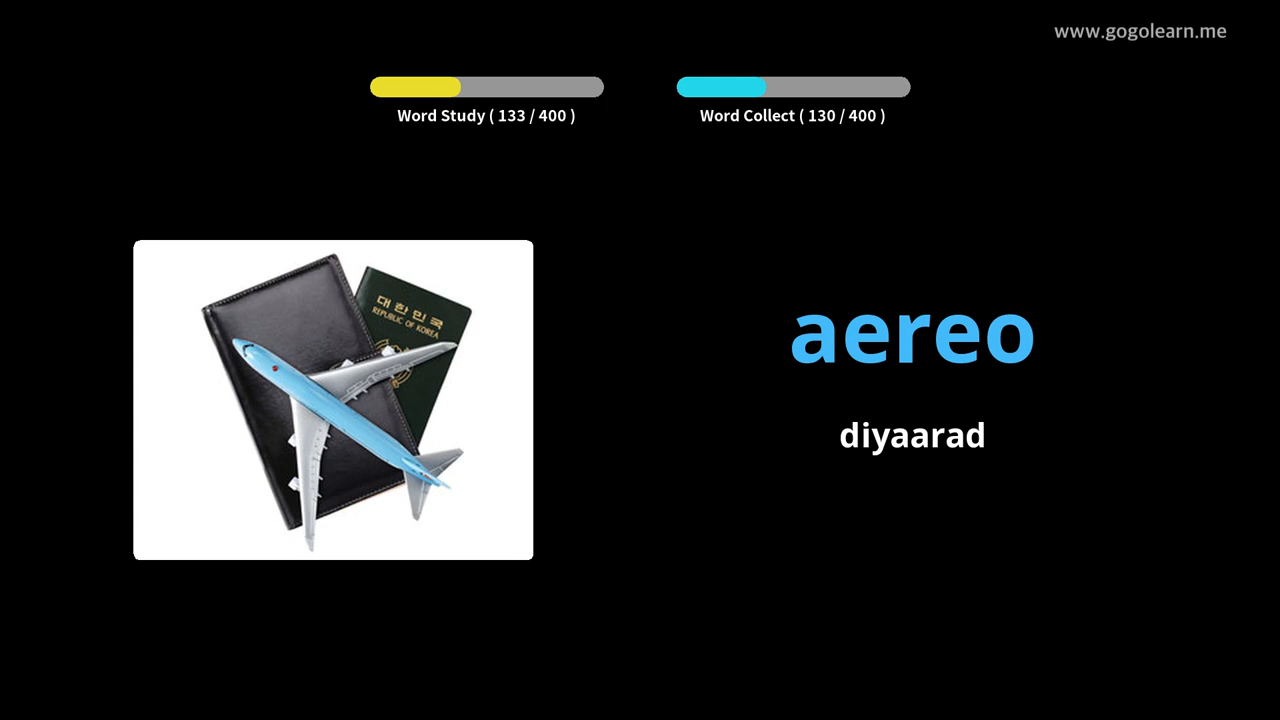 www.gogolearn.me
Word Study ( 133 / 400 )
Word Collect ( 130 / 400 )
대한민국
REPUBLIC OF KOREA
aereo
diyaarad